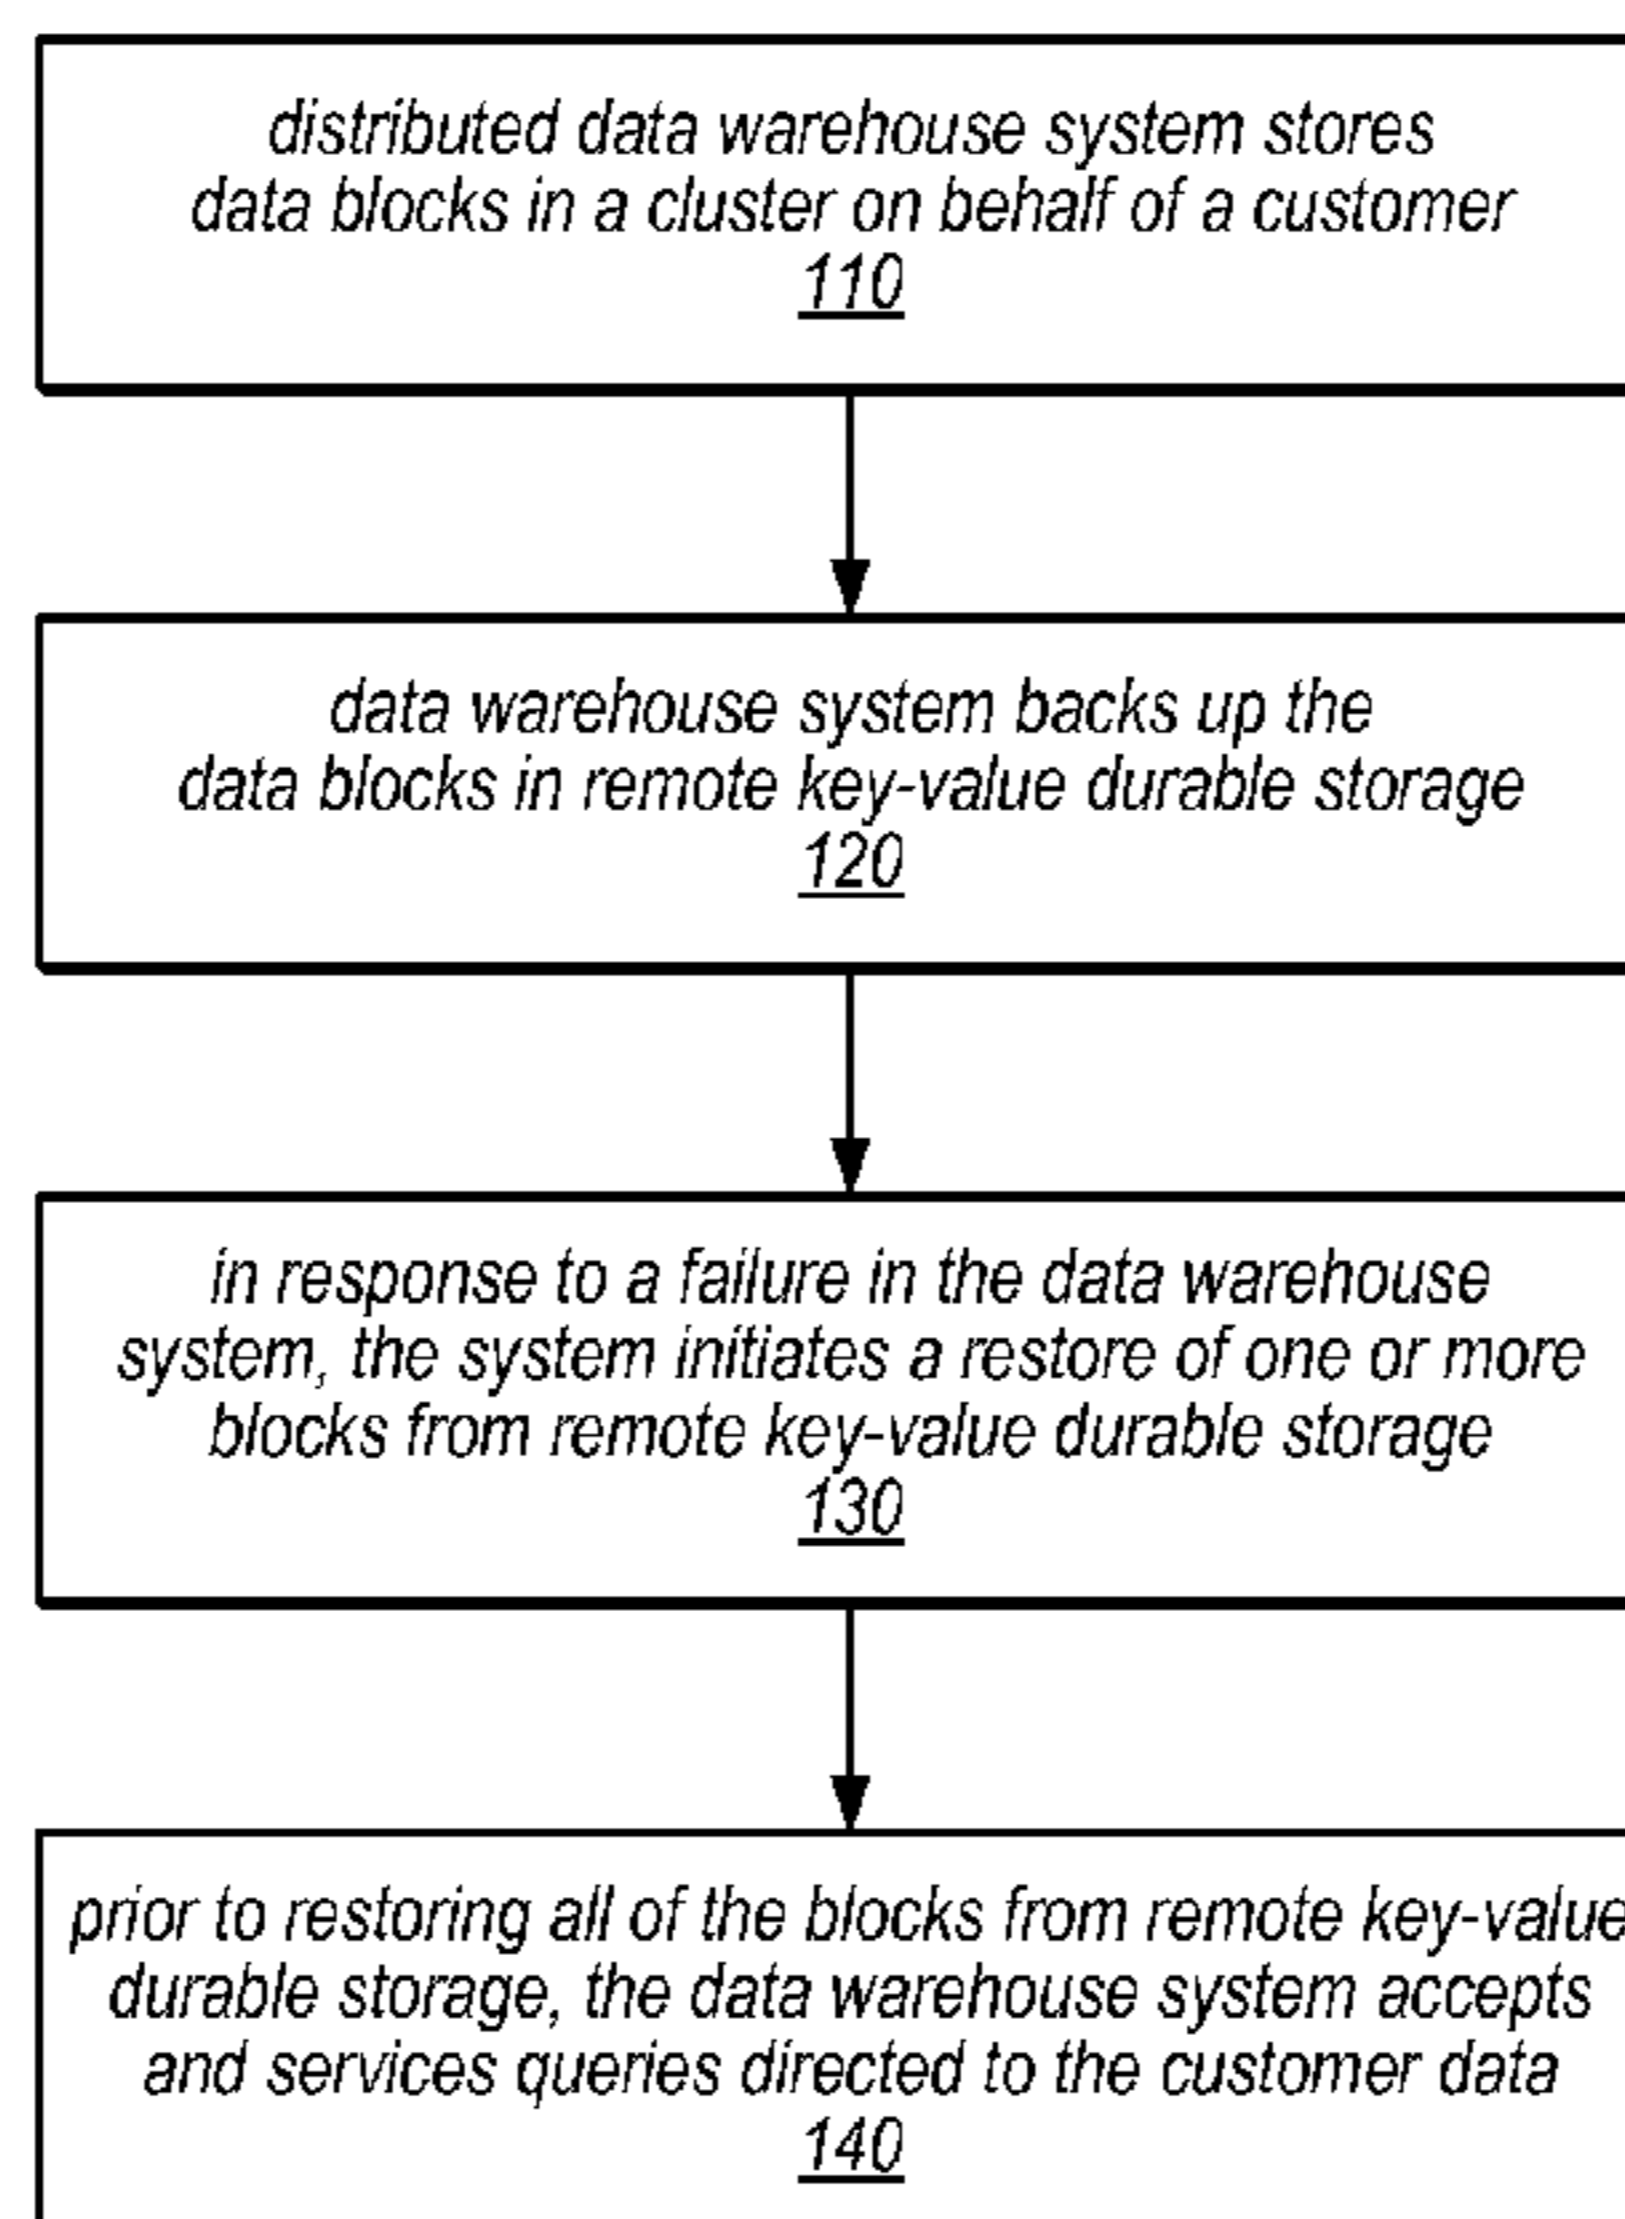 distributed data warehouse system stores
data blocks in a cluster on behalf of a customer
110
data warehouse system backs up the
data blocks in remote key-value durable storage
120
in response to a failure in the data warehouse
system, the system initiates a restore of one or more
blocks from remote key-value durable storage
130
prior to restoring all of the blocks from remote key-value
durable storage, the data warehouse system accepts
and services queries directed to the customer data
140